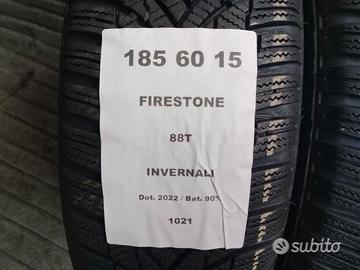 185 60 15
FIRESTONE
88T
INVERNALI
Dot. 2022 / Bat. 90%
1021
subito